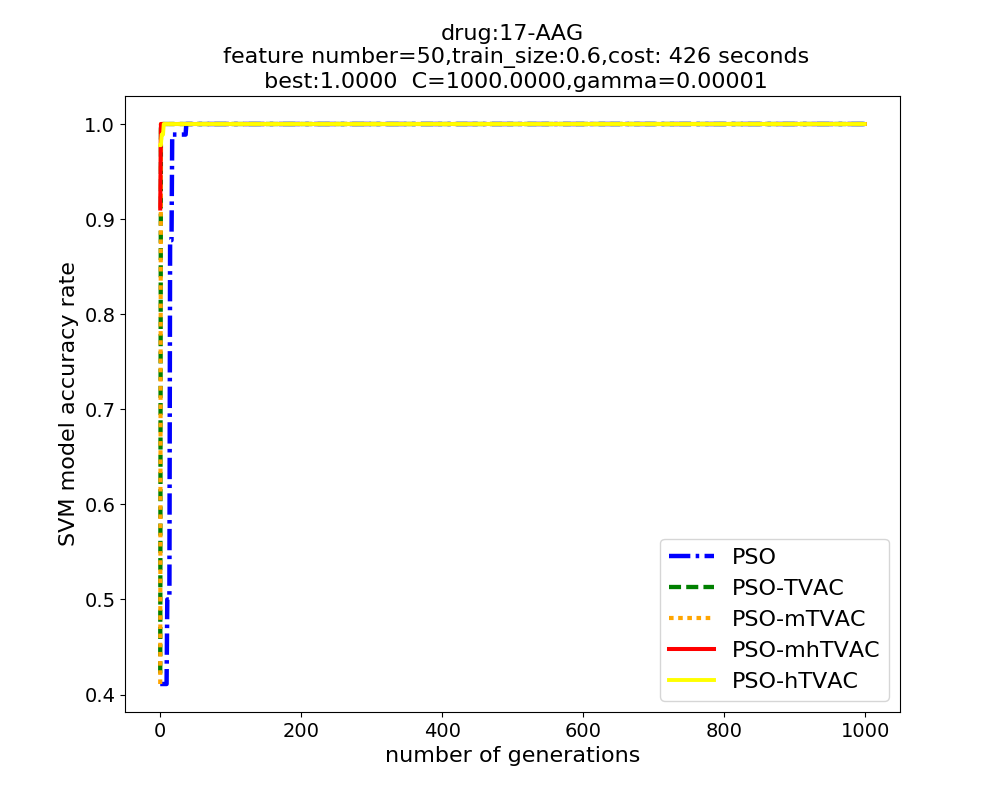 drug:17-AAG
feature number=50,train_size:0.6,cost: 426 seconds
best:1.0000  C=1000.0000,gamma=0.00001
SVM model accuracy rate
1.0
0.9
0.8
0.7
0.6
0.5
0.4
PSO
PSO-TVAC
PSO-mTVAC
PSO-mhTVAC
PSO-hTVAC
0 200 400 600 800 1000
number of generations